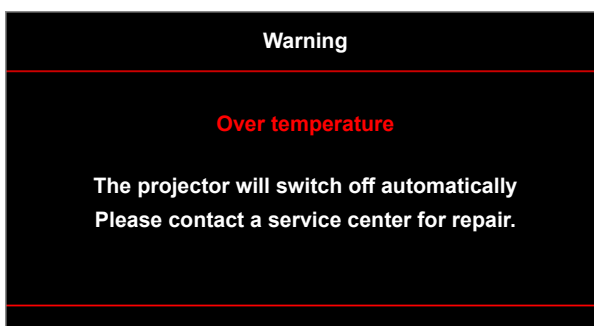 Warning
Over temperature
The projector will switch off automatically
Please contact a service center for repair.